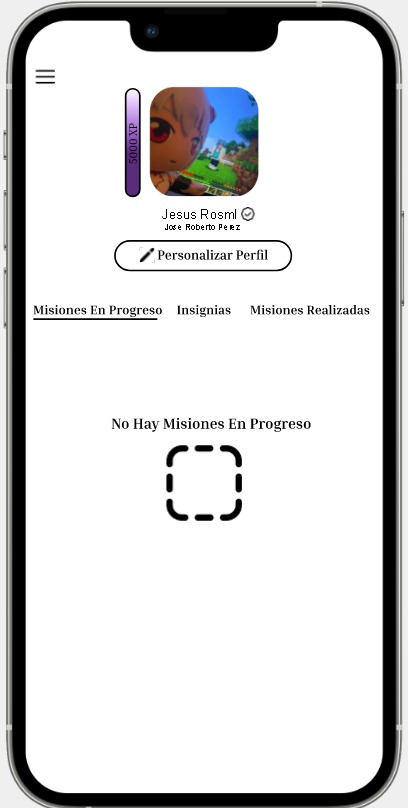 5000 XP
Jesus Rosml
Jose Roberto Perez
Personalizar Perfil
Misiones En Progreso Insignias Misiones Realizadas
No Hay Misiones En Progreso